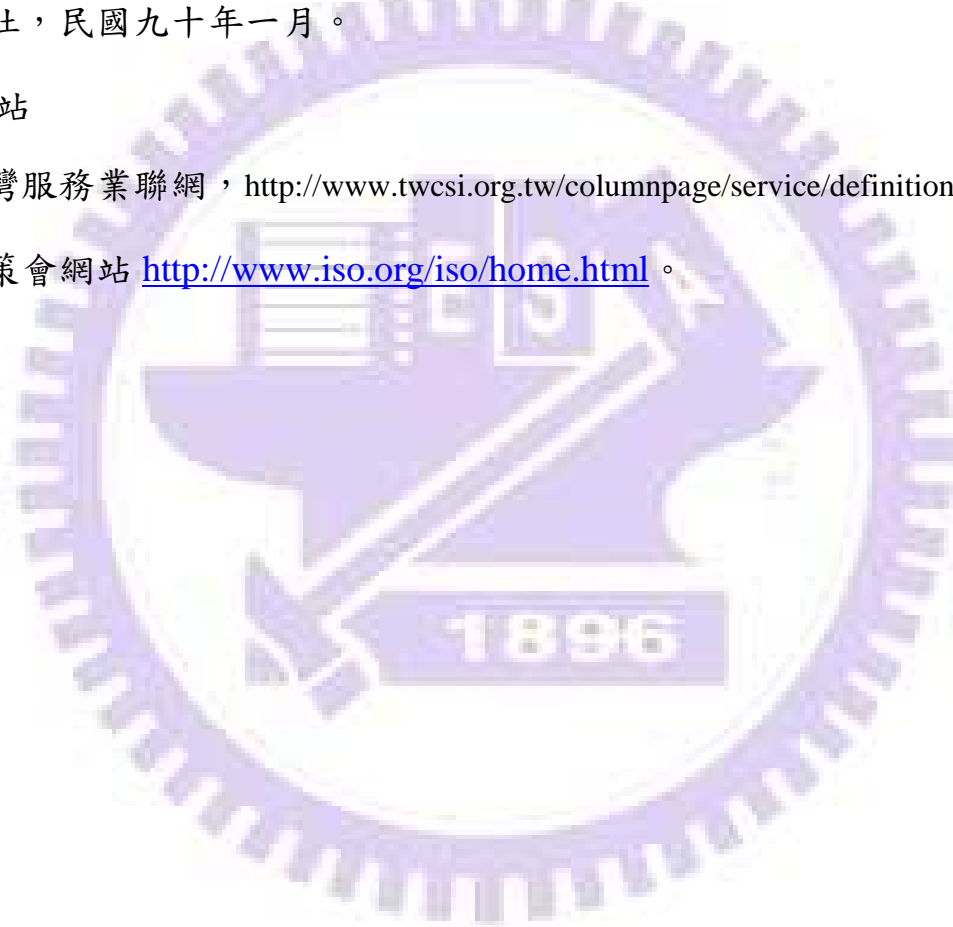 社，民國九十年一月。
站
灣服務業聯網，http://www.twcsi.org.tw/columnpage/service/definition
策會網站 http://www.iso.org/iso/home.html。
E S A
1896